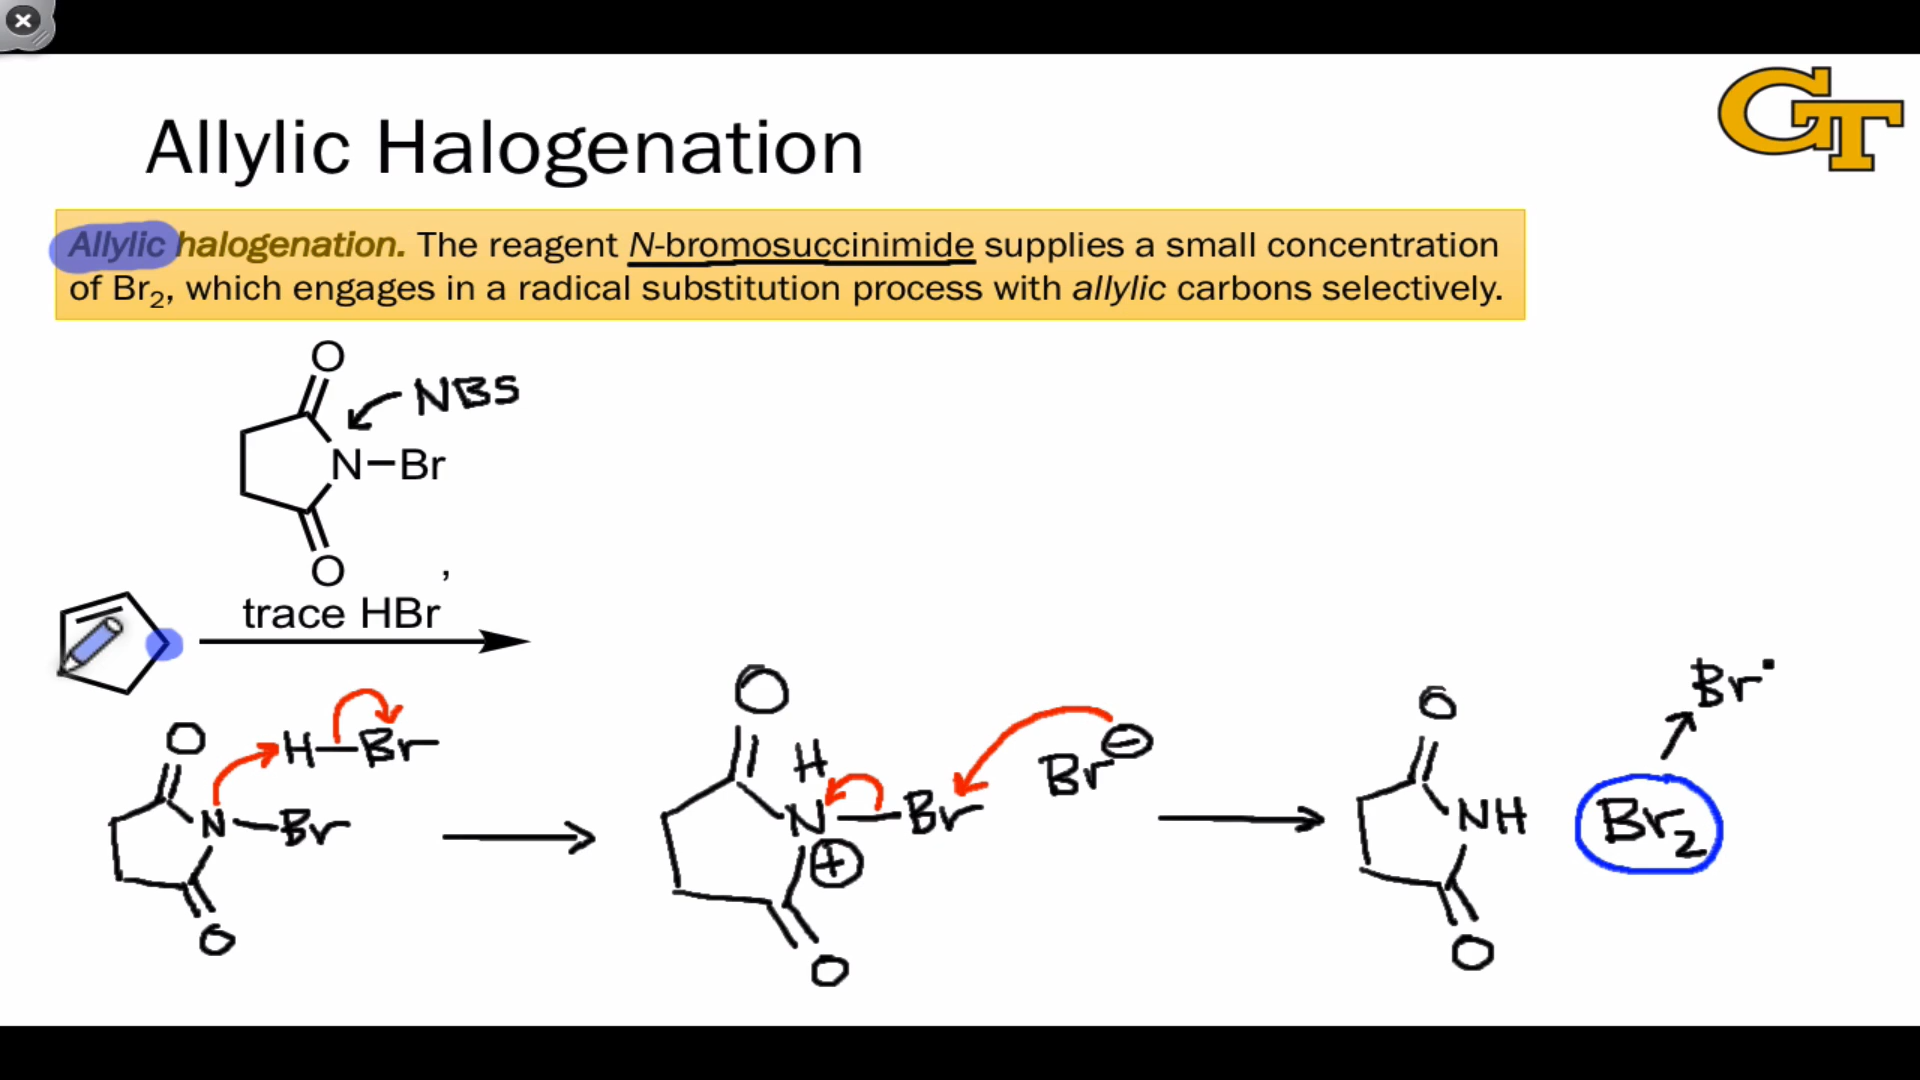 GT
Allylic Halogenation
Allylic halogenation. The reagent N-bromosuccinimide supplies a small concentration
of Br2, which engages in a radical substitution process with allylic carbons selectively.
O
NBS
N–Br
O
,
trace HBr
O
H–Br
N–Br
O
O
H
N–Br
⊕
O
Br⊖
O
NH
O
Br2
Br•